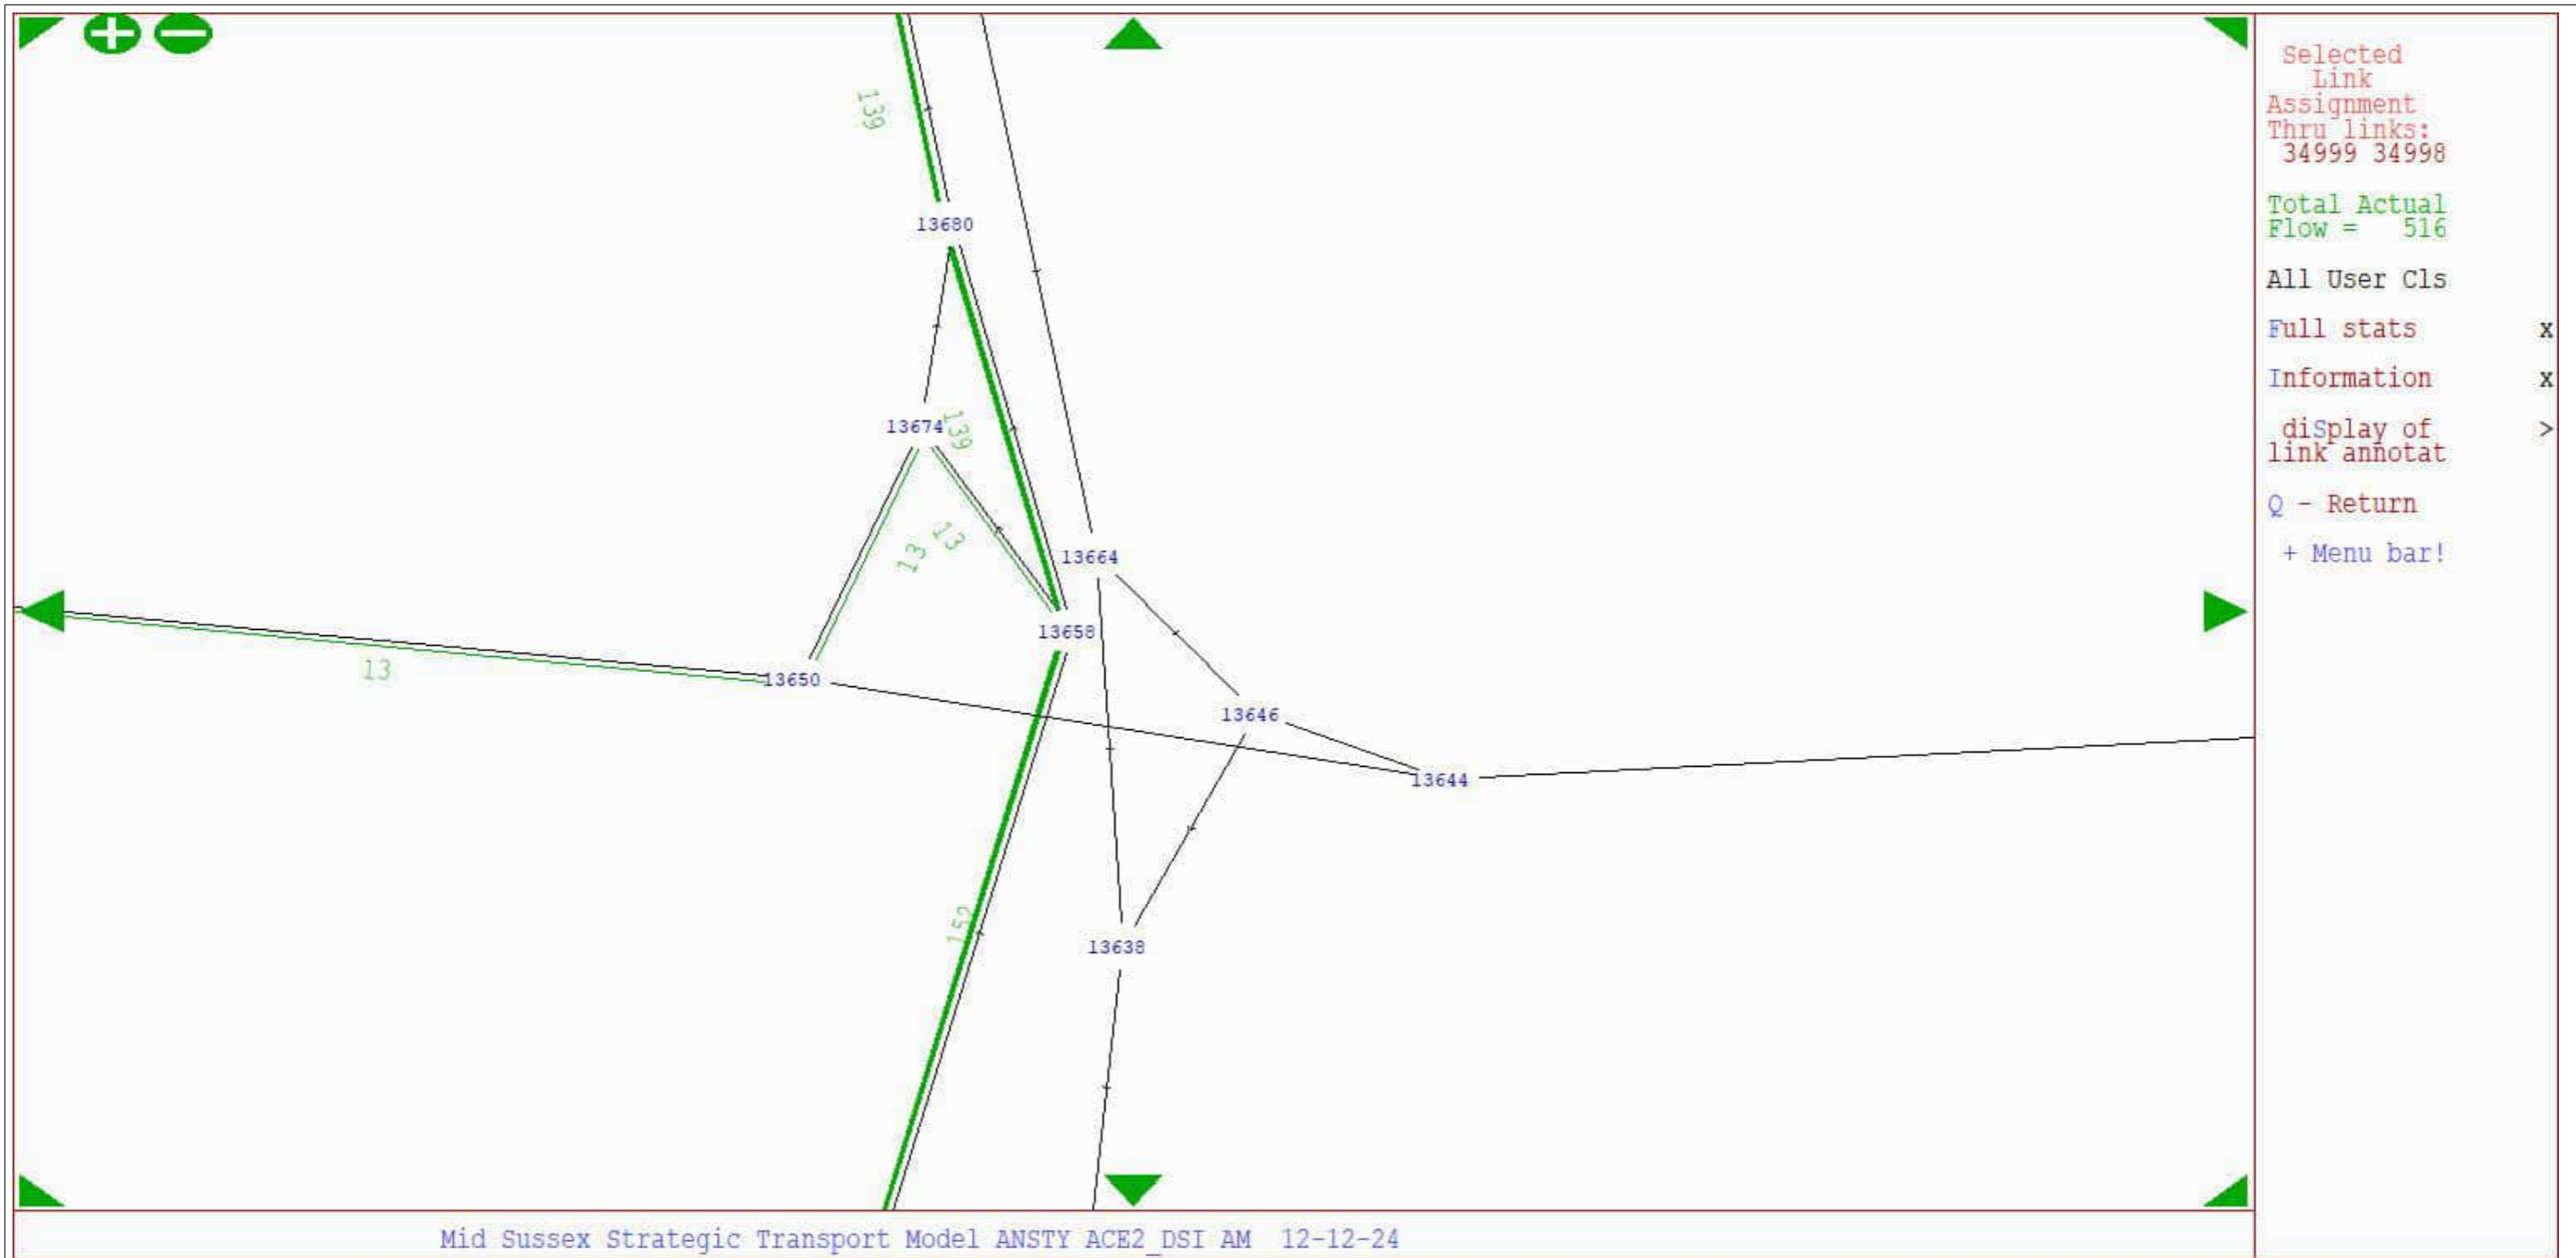 139
13680
13674
139
13
13
13664
13658
13
13650
13646
13644
152
13638
Selected
Link
Assignment
Thru links:
34999 34998
Total Actual
Flow = 516
All User Cls
Full stats x
Information x
diSplay of >
link annotat
Q - Return
+ Menu bar!
Mid Sussex Strategic Transport Model ANSTY ACE2_DSI AM 12-12-24